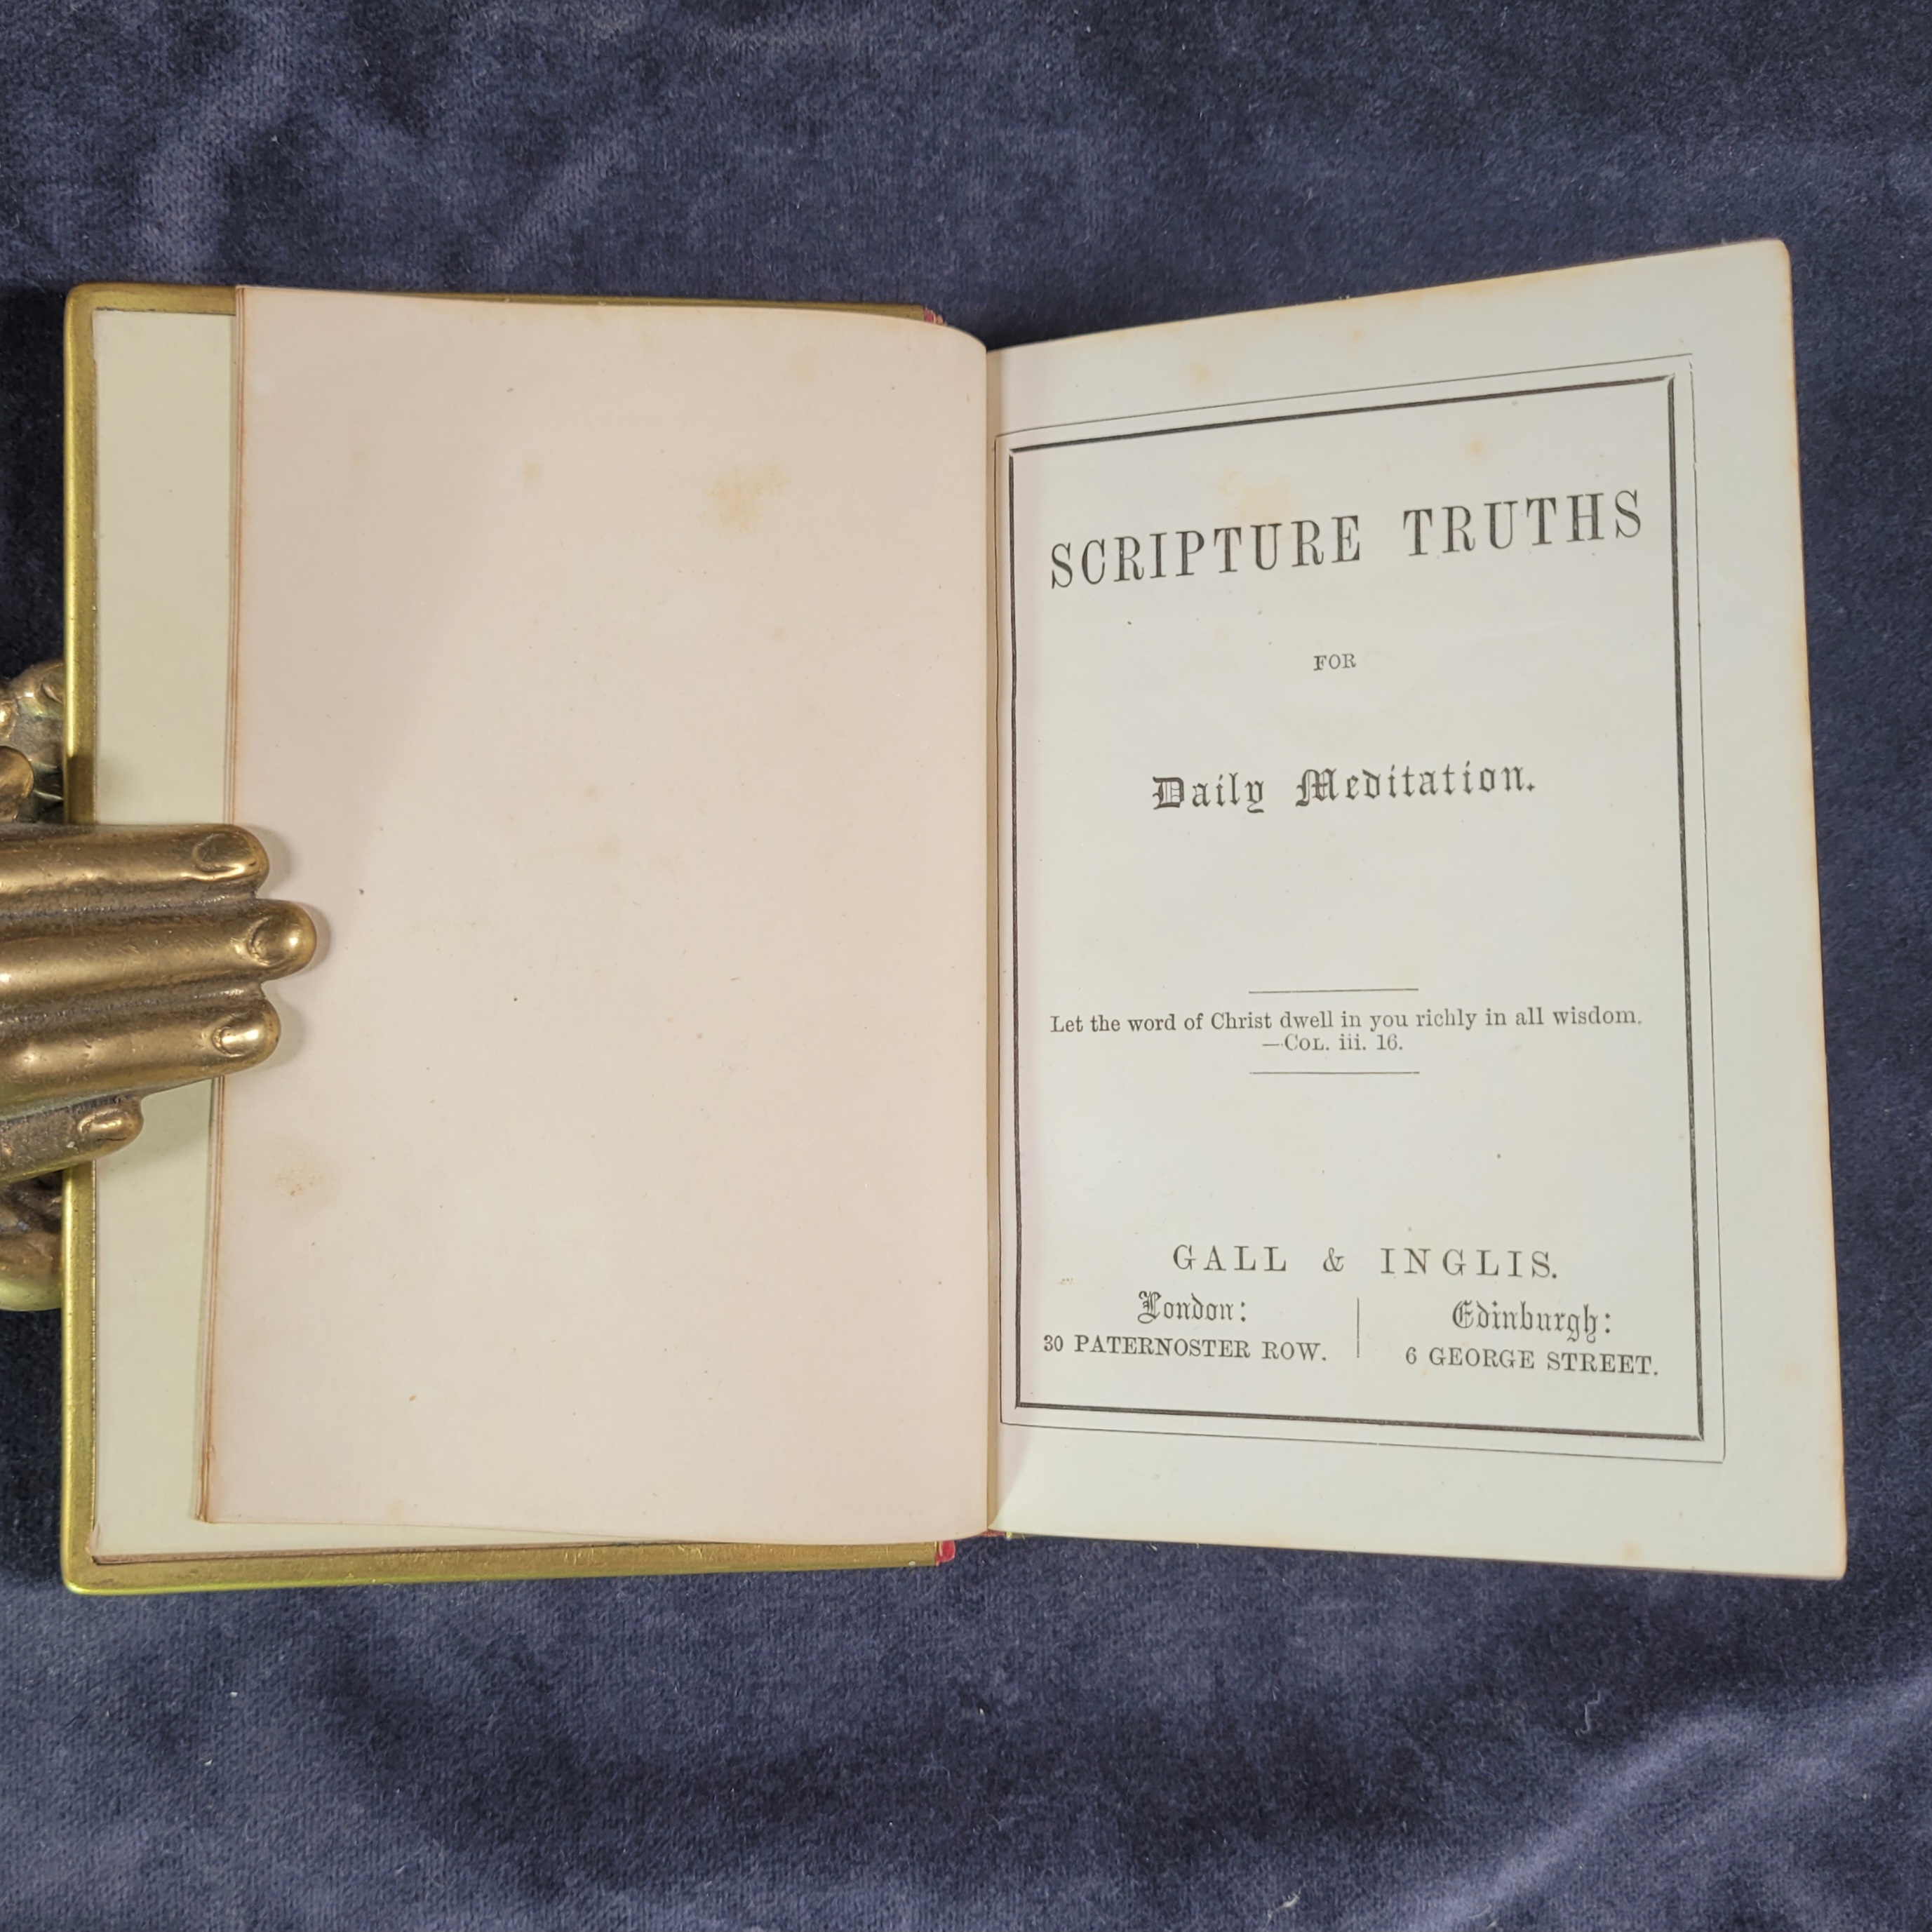 SCRIPTURE TRUTHS
FOR
Daily Meditation.
Let the word of Christ dwell in you richly in all wisdom.
—COL. iii. 16.
GALL & INGLIS.
London:
30 PATERNOSTER ROW.
Edinburgh:
6 GEORGE STREET.